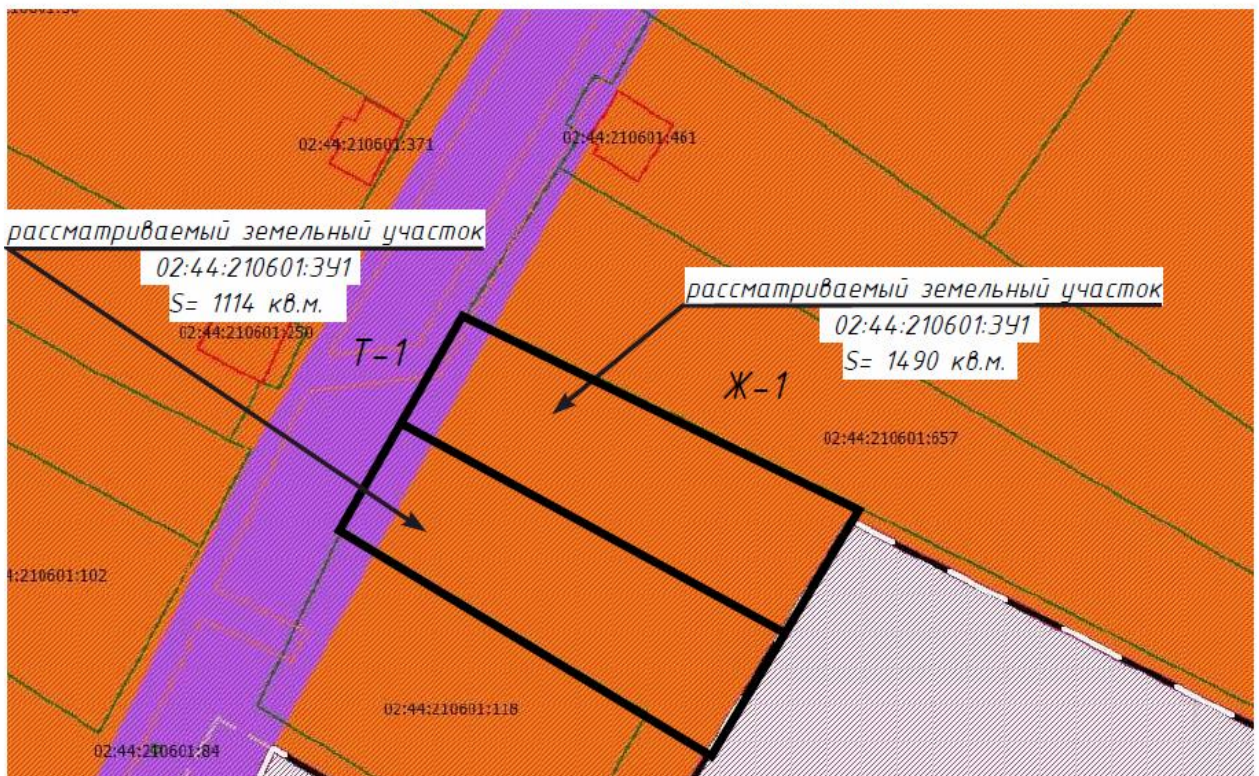 02:44:210601:371
02:44:210601:461
рассматриваемый земельный участок
02:44:210601:ЗУ1
S= 1114 кв.м.
02:44:210601:250
Т-1
рассматриваемый земельный участок
02:44:210601:ЗУ1
S= 1490 кв.м.
Ж-1
02:44:210601:657
4:210601:102
02:44:210601:118
02:44:210601:84